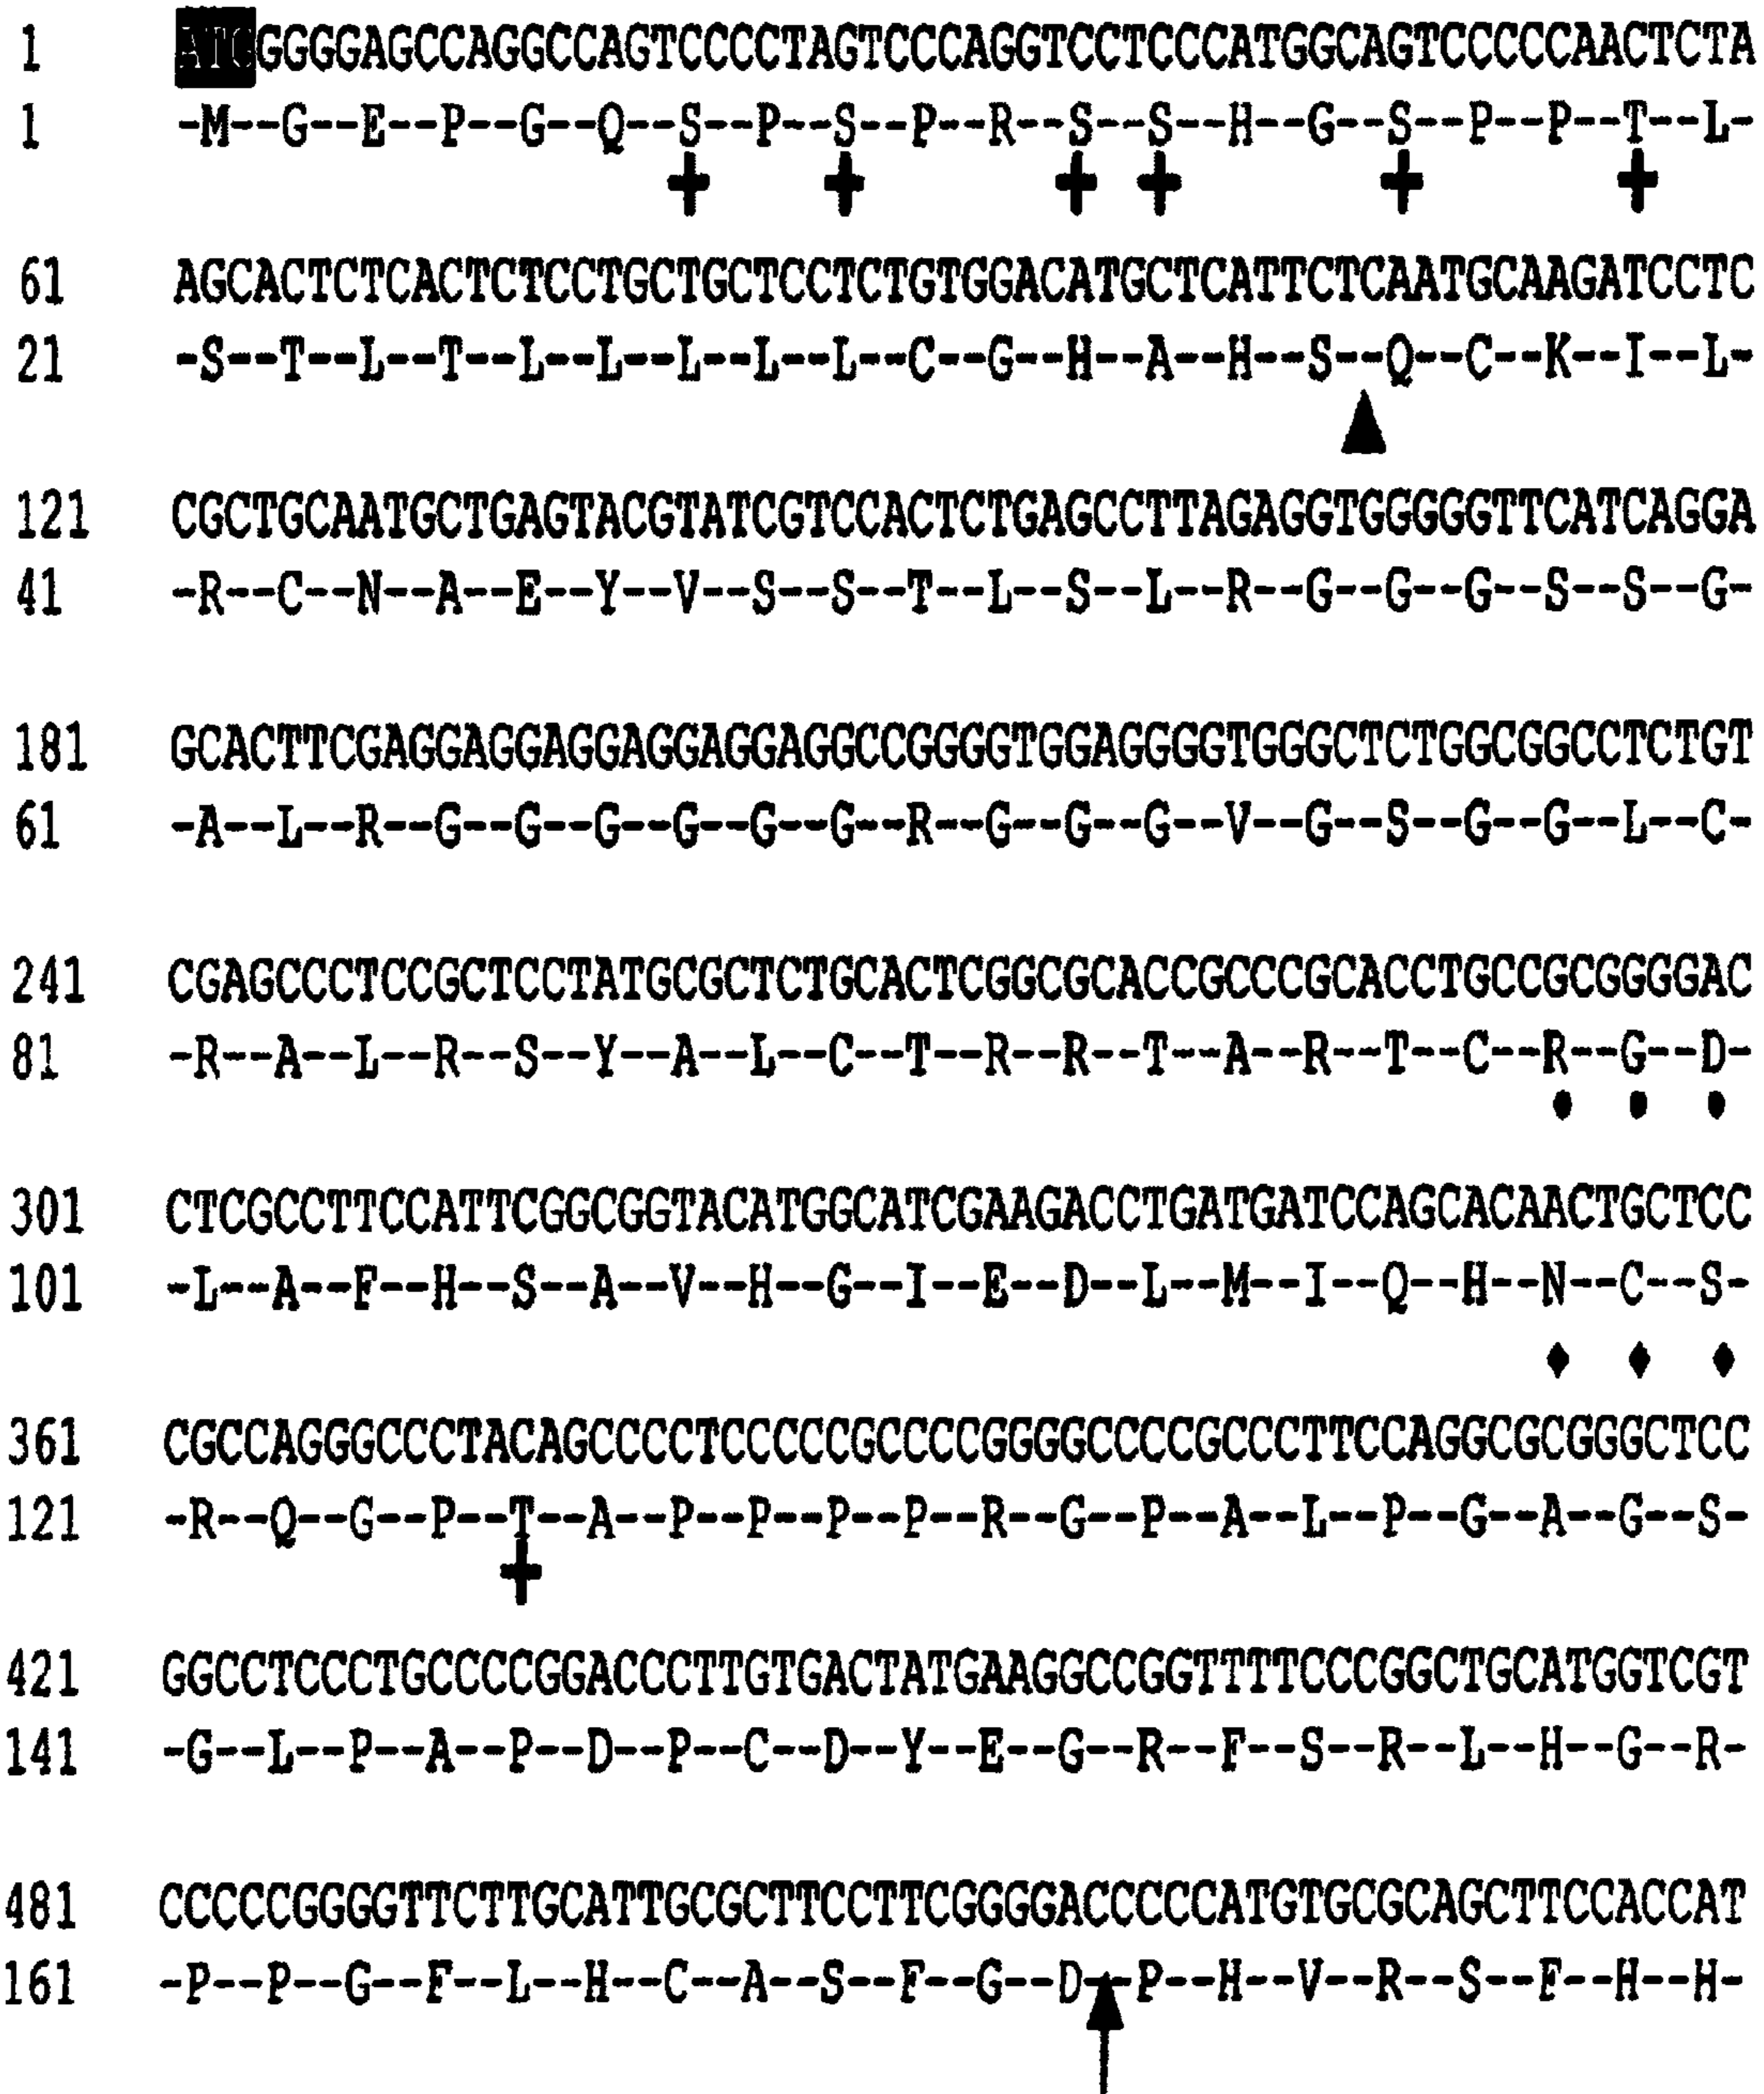 1 ATGGGGGAGCCAGGCCAGTCCCCTAGTCCCAGGTCCTCCCATGGCAGTCCCCCAACTCTA
1 -M--G--E--P--G--Q--S--P--S--P--R--S--S--H--G--S--P--P--T--L-
61 AGCACTCTCACTCTCCTGCTGCTCCTCTGTGGACATGCTCATTCTCAATGCAAGATCCTC
21 -S--T--L--T--L--L--L--L--L--C--G--H--A--H--S--Q--C--K--I--L-
121 CGCTGCAATGCTGAGTACGTATCGTCCACTCTGAGCCTTAGAGGTGGGGGTTCATCAGGA
41 -R--C--N--A--E--Y--V--S--S--T--L--S--L--R--G--G--G--S--S--G-
181 GCACTTCGAGGAGGAGGAGGAGGAGGCCGGGGTGGAGGGGTGGGCTCTGGCGGCCTCTGT
61 -A--L--R--G--G--G--G--G--G--R--G--G--G--V--G--S--G--G--L--C-
241 CGAGCCCTCCGCTCCTATGCGCTCTGCACTCGGCGCACCGCCCGCACCTGCCGCGGGGAC
81 -R--A--L--R--S--Y--A--L--C--T--R--R--T--A--R--T--C--R--G--D-
301 CTCGCCTTCCATTCGGCGGTACATGGCATCGAAGACCTGATGATCCAGCACAACTGCTCC
101 -L--A--F--H--S--A--V--H--G--I--E--D--L--M--I--Q--H--N--C--S-
361 CGCCAGGGCCCTACAGCCCCTCCCCCGCCCCGGGGCCCCGCCCTTCCAGGCGCGGGCTCC
121 -R--Q--G--P--T--A--P--P--P--P--R--G--P--A--L--P--G--A--G--S-
421 GGCCTCCCTGCCCCGGACCCTTGTGACTATGAAGGCCGGTTTTCCCGGCTGCATGGTCGT
141 -G--L--P--A--P--D--P--C--D--Y--E--G--R--F--S--R--L--H--G--R-
481 CCCCCGGGGTTCTTGCATTGCGCTTCCTTCGGGGACCCCCATGTGCGCAGCTTCCACCAT
161 -P--P--G--F--L--H--C--A--S--F--G--D--P--H--V--R--S--F--H--H-